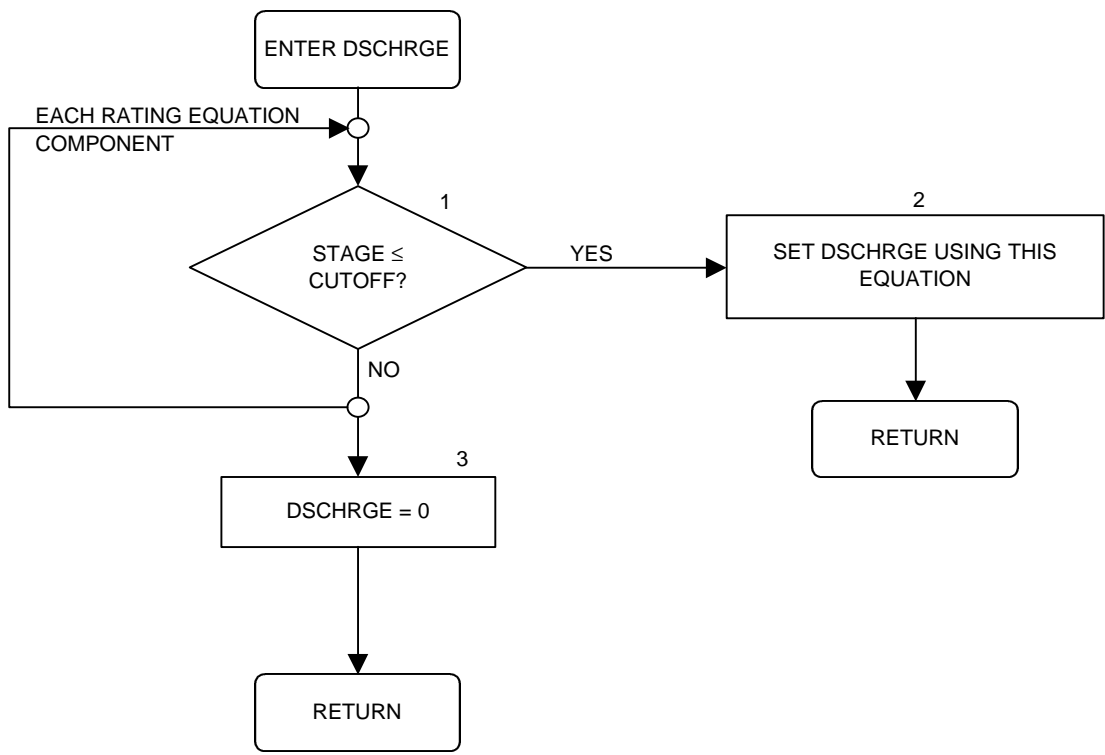 ENTER DSCHRGE
EACH RATING EQUATION
COMPONENT
1
STAGE ≤
CUTOFF?
YES
2
SET DSCHRGE USING THIS
EQUATION
NO
RETURN
3
DSCHRGE = 0
RETURN